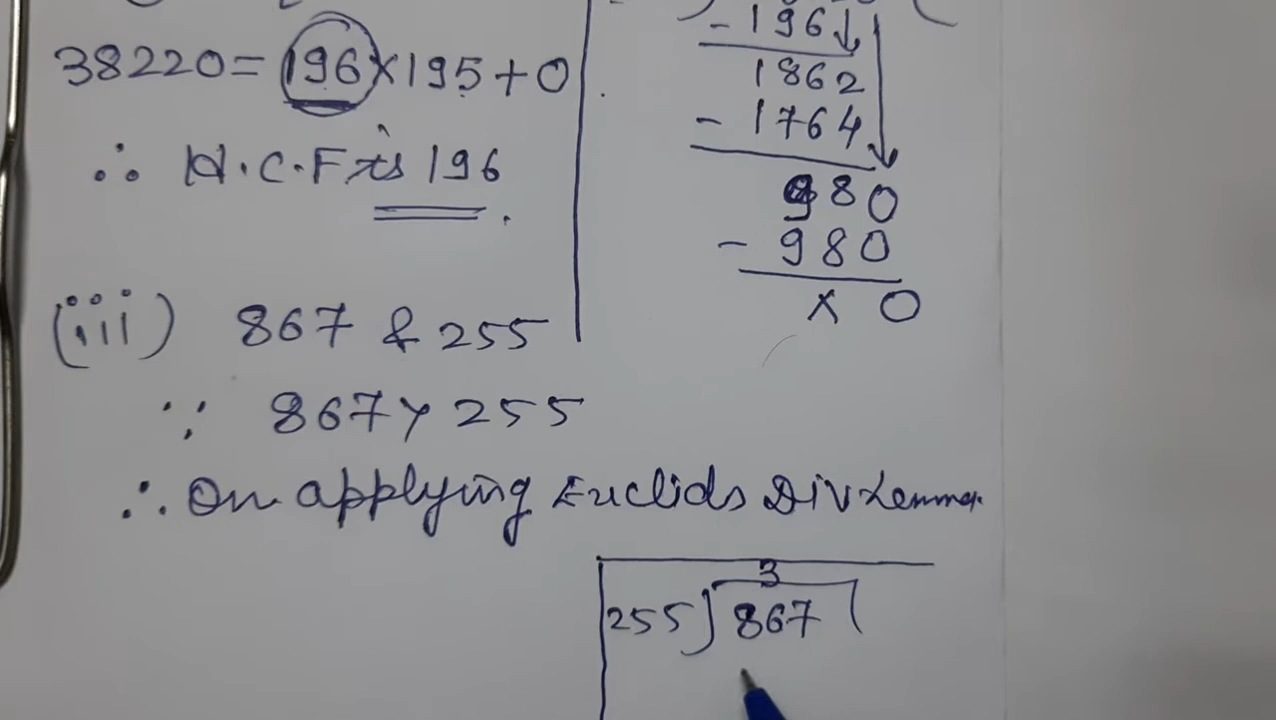 38220 = 196 × 195 + 0
∴ H.C.F is 196
(iii) 867 & 255
∵ 867 > 255
∴ On applying Euclids Div Lemma
- 196
1862
- 1764
980
- 980
× 0
3
255) 867 (